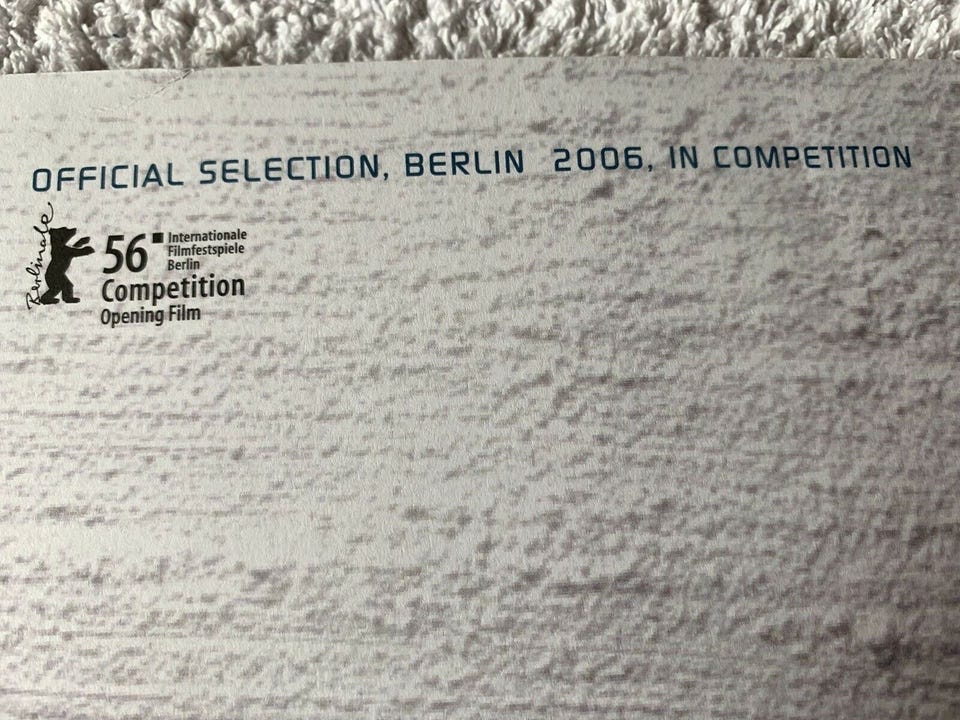 OFFICIAL SELECTION, BERLIN 2006, IN COMPETITION
Berlinale
56 Internationale
Filmfestspiele
Berlin
Competition
Opening Film